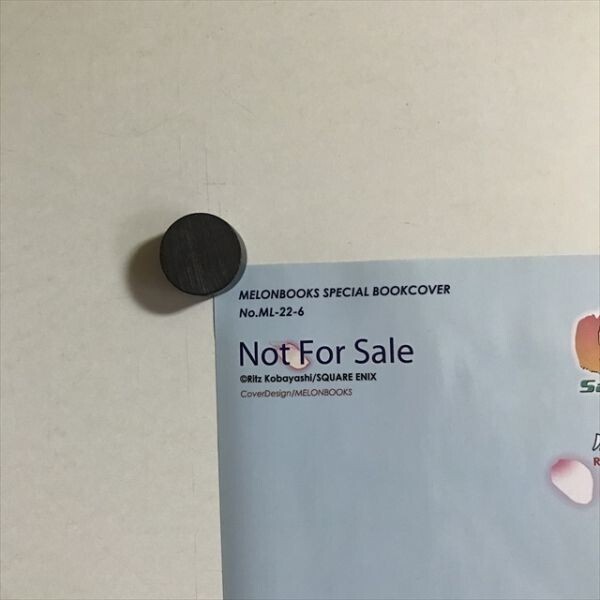 MELONBOOKS SPECIAL BOOKCOVER
No.ML-22-6
Not For Sale
©Ritz Kobayashi/SQUARE ENIX
CoverDesign/MELONBOOKS